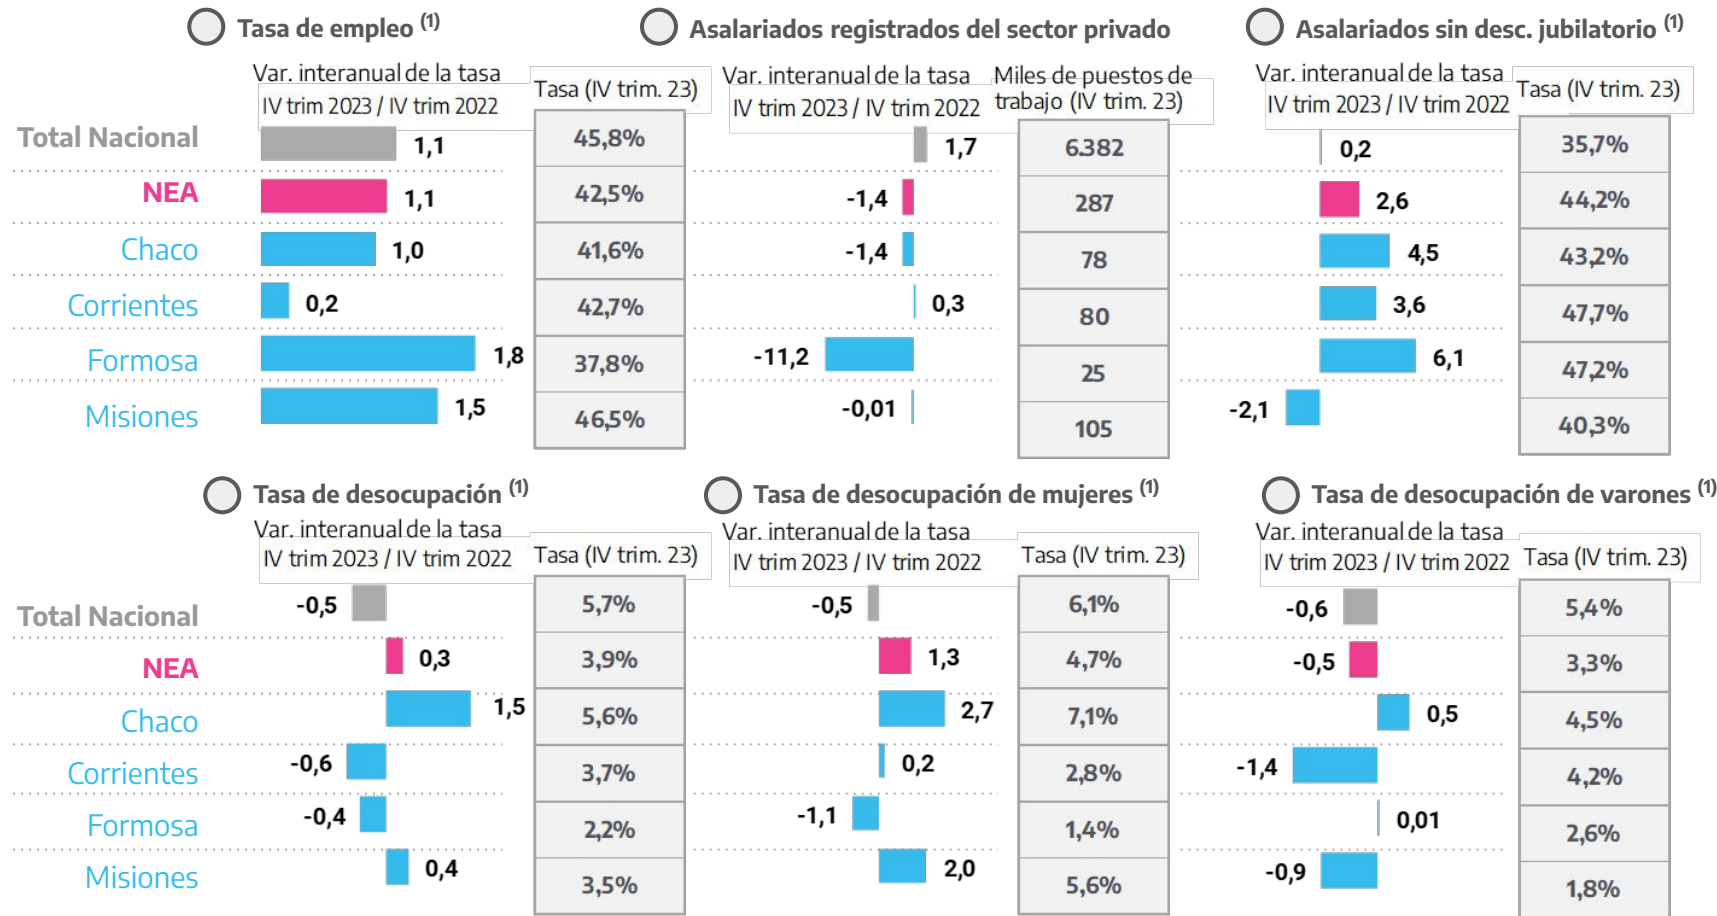 Tasa de empleo (1)
Asalariados registrados del sector privado
Asalariados sin desc. jubilatorio (1)
Var. interanual de la tasa
IV trim 2023 / IV trim 2022
Tasa (IV trim. 23)
Var. interanual de la tasa
IV trim 2023 / IV trim 2022
Miles de puestos de
trabajo (IV trim. 23)
Var. interanual de la tasa
IV trim 2023 / IV trim 2022
Tasa (IV trim. 23)
Total Nacional 1,1 45,8% 1,7 6.382 0,2 35,7%
NEA 1,1 42,5% -1,4 287 2,6 44,2%
Chaco 1,0 41,6% -1,4 78 4,5 43,2%
Corrientes 0,2 42,7% 0,3 80 3,6 47,7%
Formosa 1,8 37,8% -11,2 25 6,1 47,2%
Misiones 1,5 46,5% -0,01 105 -2,1 40,3%
Tasa de desocupación (1)
Tasa de desocupación de mujeres (1)
Tasa de desocupación de varones (1)
Var. interanual de la tasa
IV trim 2023 / IV trim 2022
Tasa (IV trim. 23)
Var. interanual de la tasa
IV trim 2023 / IV trim 2022
Tasa (IV trim. 23)
Var. interanual de la tasa
IV trim 2023 / IV trim 2022
Tasa (IV trim. 23)
Total Nacional -0,5 5,7% -0,5 6,1% -0,6 5,4%
NEA 0,3 3,9% 1,3 4,7% -0,5 3,3%
Chaco 1,5 5,6% 2,7 7,1% 0,5 4,5%
Corrientes -0,6 3,7% 0,2 2,8% -1,4 4,2%
Formosa -0,4 2,2% -1,1 1,4% 0,01 2,6%
Misiones 0,4 3,5% 2,0 5,6% -0,9 1,8%